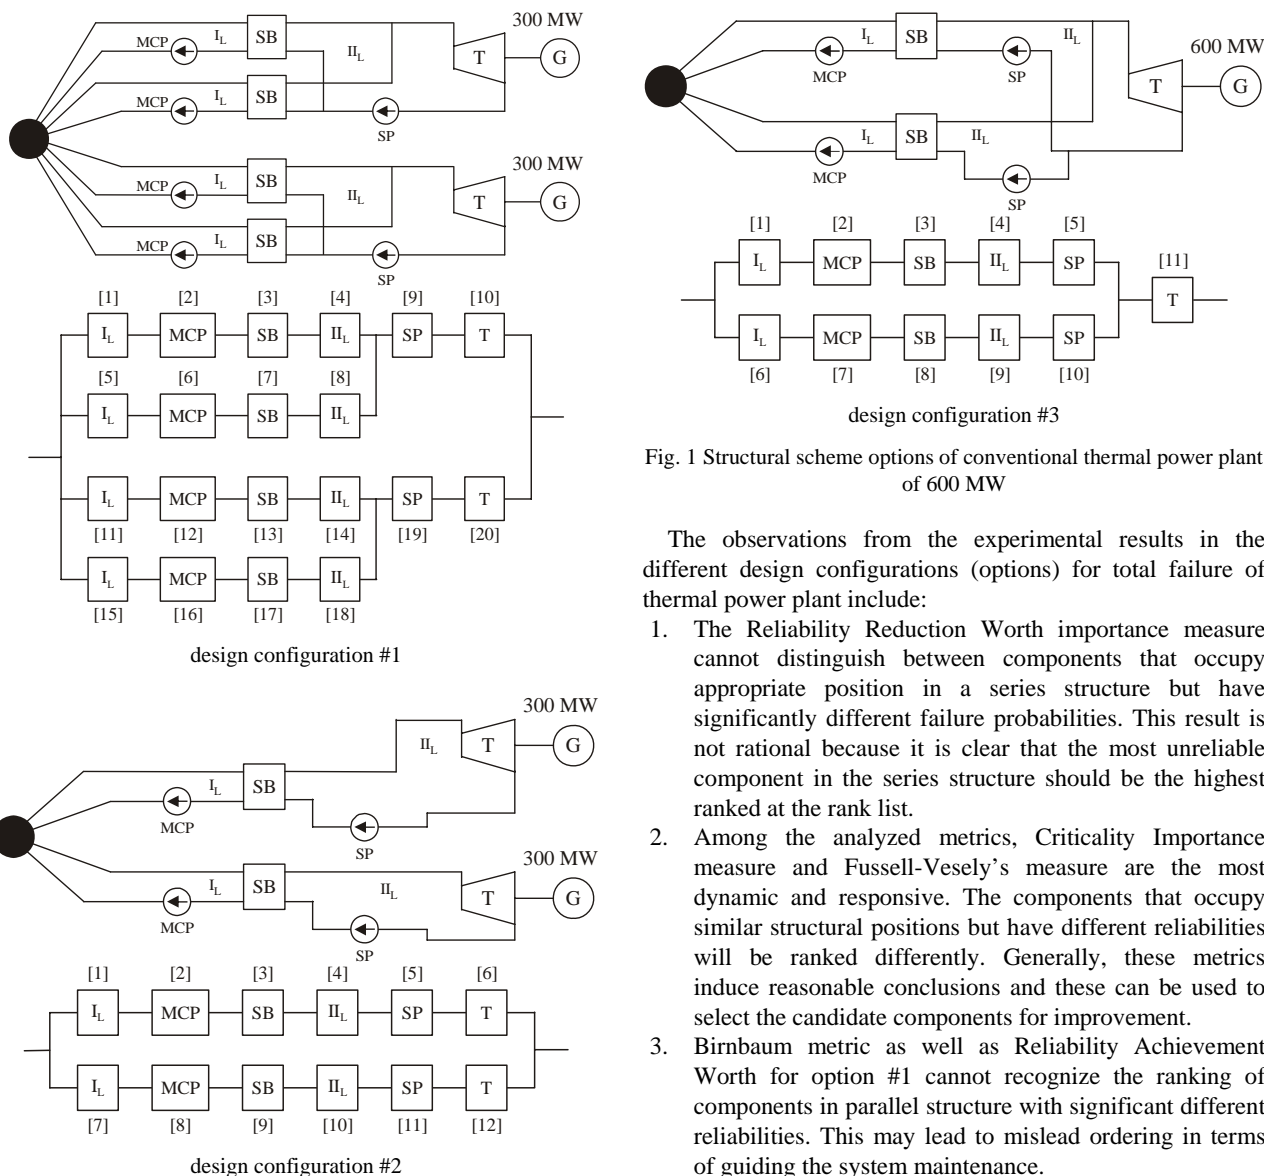 300 MW
MCP
I_L
SB
II_L
T
G
MCP
I_L
SB
SP
300 MW
MCP
I_L
SB
II_L
T
G
MCP
I_L
SB
SP
[1] [2] [3] [4] [9] [10]
I_L MCP SB II_L SP T
[5] [6] [7] [8]
I_L MCP SB II_L
I_L MCP SB II_L SP T
[11] [12] [13] [14] [19] [20]
I_L MCP SB II_L
[15] [16] [17] [18]
design configuration #1
300 MW
II_L T G
I_L SB
MCP
SP
300 MW
I_L SB II_L T G
MCP
SP
[1] [2] [3] [4] [5] [6]
I_L MCP SB II_L SP T
I_L MCP SB II_L SP T
[7] [8] [9] [10] [11] [12]
design configuration #2
I_L SB II_L
600 MW
MCP SP
T G
I_L SB II_L
MCP
SP
[1] [2] [3] [4] [5]
I_L MCP SB II_L SP
[11]
T
I_L MCP SB II_L SP
[6] [7] [8] [9] [10]
design configuration #3
Fig. 1 Structural scheme options of conventional thermal power plant
of 600 MW
The observations from the experimental results in the
different design configurations (options) for total failure of
thermal power plant include:
1. The Reliability Reduction Worth importance measure
cannot distinguish between components that occupy
appropriate position in a series structure but have
significantly different failure probabilities. This result is
not rational because it is clear that the most unreliable
component in the series structure should be the highest
ranked at the rank list.
2. Among the analyzed metrics, Criticality Importance
measure and Fussell-Vesely's measure are the most
dynamic and responsive. The components that occupy
similar structural positions but have different reliabilities
will be ranked differently. Generally, these metrics
induce reasonable conclusions and these can be used to
select the candidate components for improvement.
3. Birnbaum metric as well as Reliability Achievement
Worth for option #1 cannot recognize the ranking of
components in parallel structure with significant different
reliabilities. This may lead to mislead ordering in terms
of guiding the system maintenance.